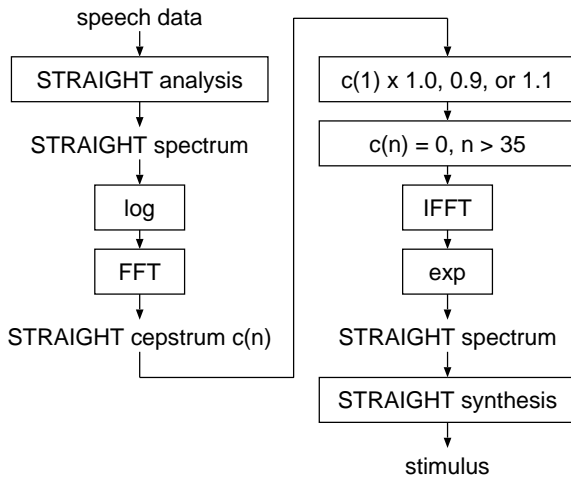 speech data
STRAIGHT analysis
STRAIGHT spectrum
log
FFT
STRAIGHT cepstrum c(n)
c(1) x 1.0, 0.9, or 1.1
c(n) = 0, n > 35
IFFT
exp
STRAIGHT spectrum
STRAIGHT synthesis
stimulus